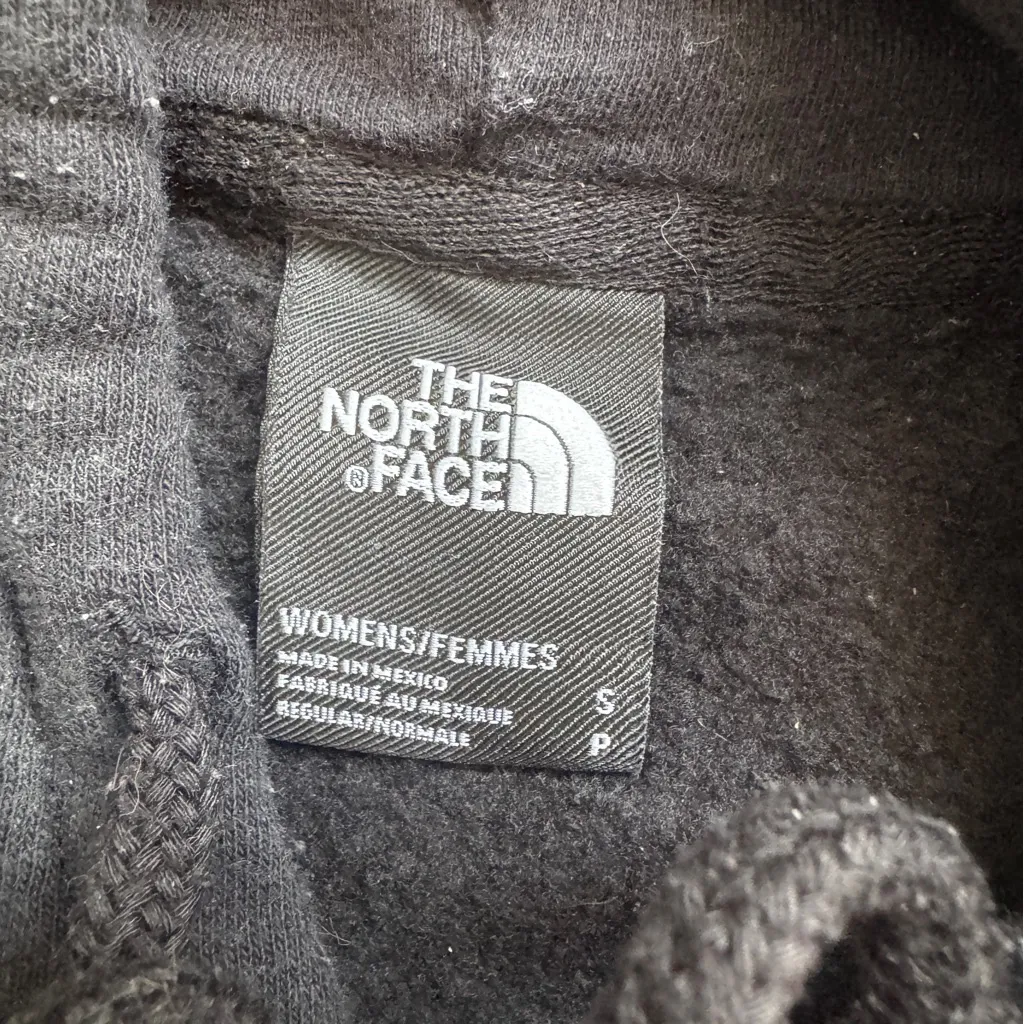 THE
NORTH
®FACE
WOMENS/FEMMES
MADE IN MEXICO
FABRIQUÉ AU MEXIQUE
REGULAR/NORMALE
S
P